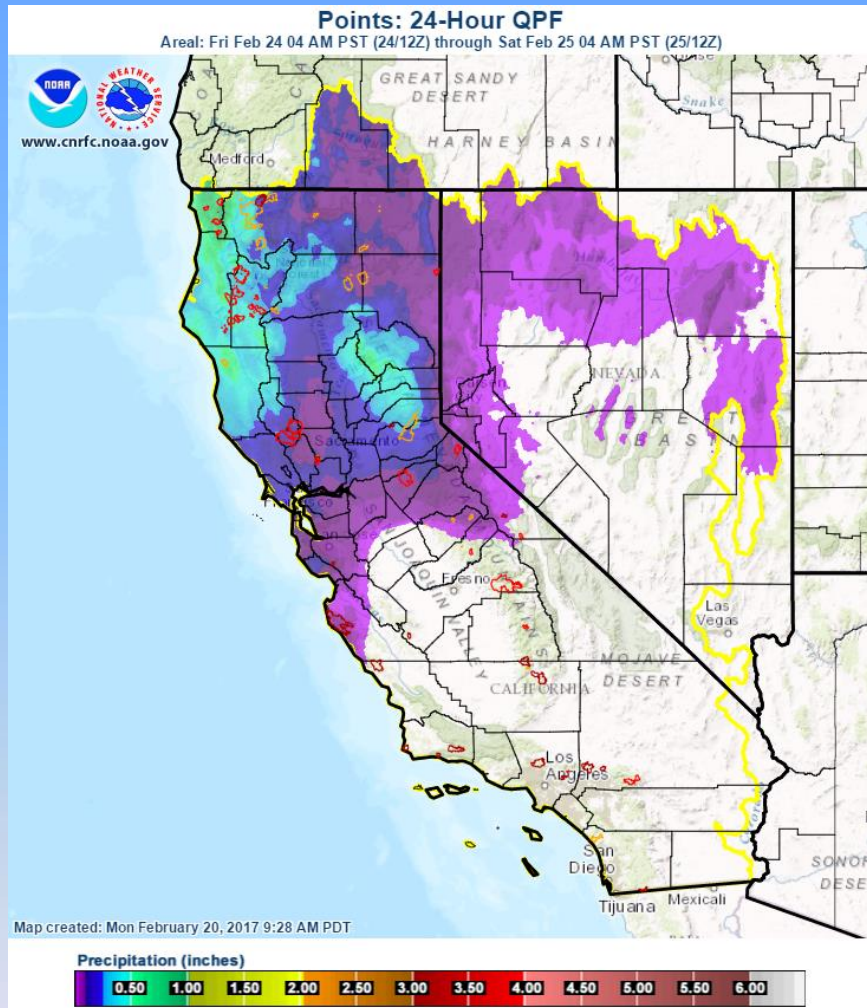 Points: 24-Hour QPF
Areal: Fri Feb 24 04 AM PST (24/12Z) through Sat Feb 25 04 AM PST (25/12Z)
NOAA
NATIONAL WEATHER SERVICE
www.cnrfc.noaa.gov
GREAT SANDY
DESERT
Snake
HARNEY BASIN
Medford
NEVADA
City
Sacramento
Fresno
SAN JOAQUIN VALLEY
Las
Vegas
MOJAVE
DESERT
CALIFORNIA
Los
Angeles
San
Diego
Tijuana
Mexicali
Map created: Mon February 20, 2017 9:28 AM PDT
Precipitation (inches)
0.50 1.00 1.50 2.00 2.50 3.00 3.50 4.00 4.50 5.00 5.50 6.00